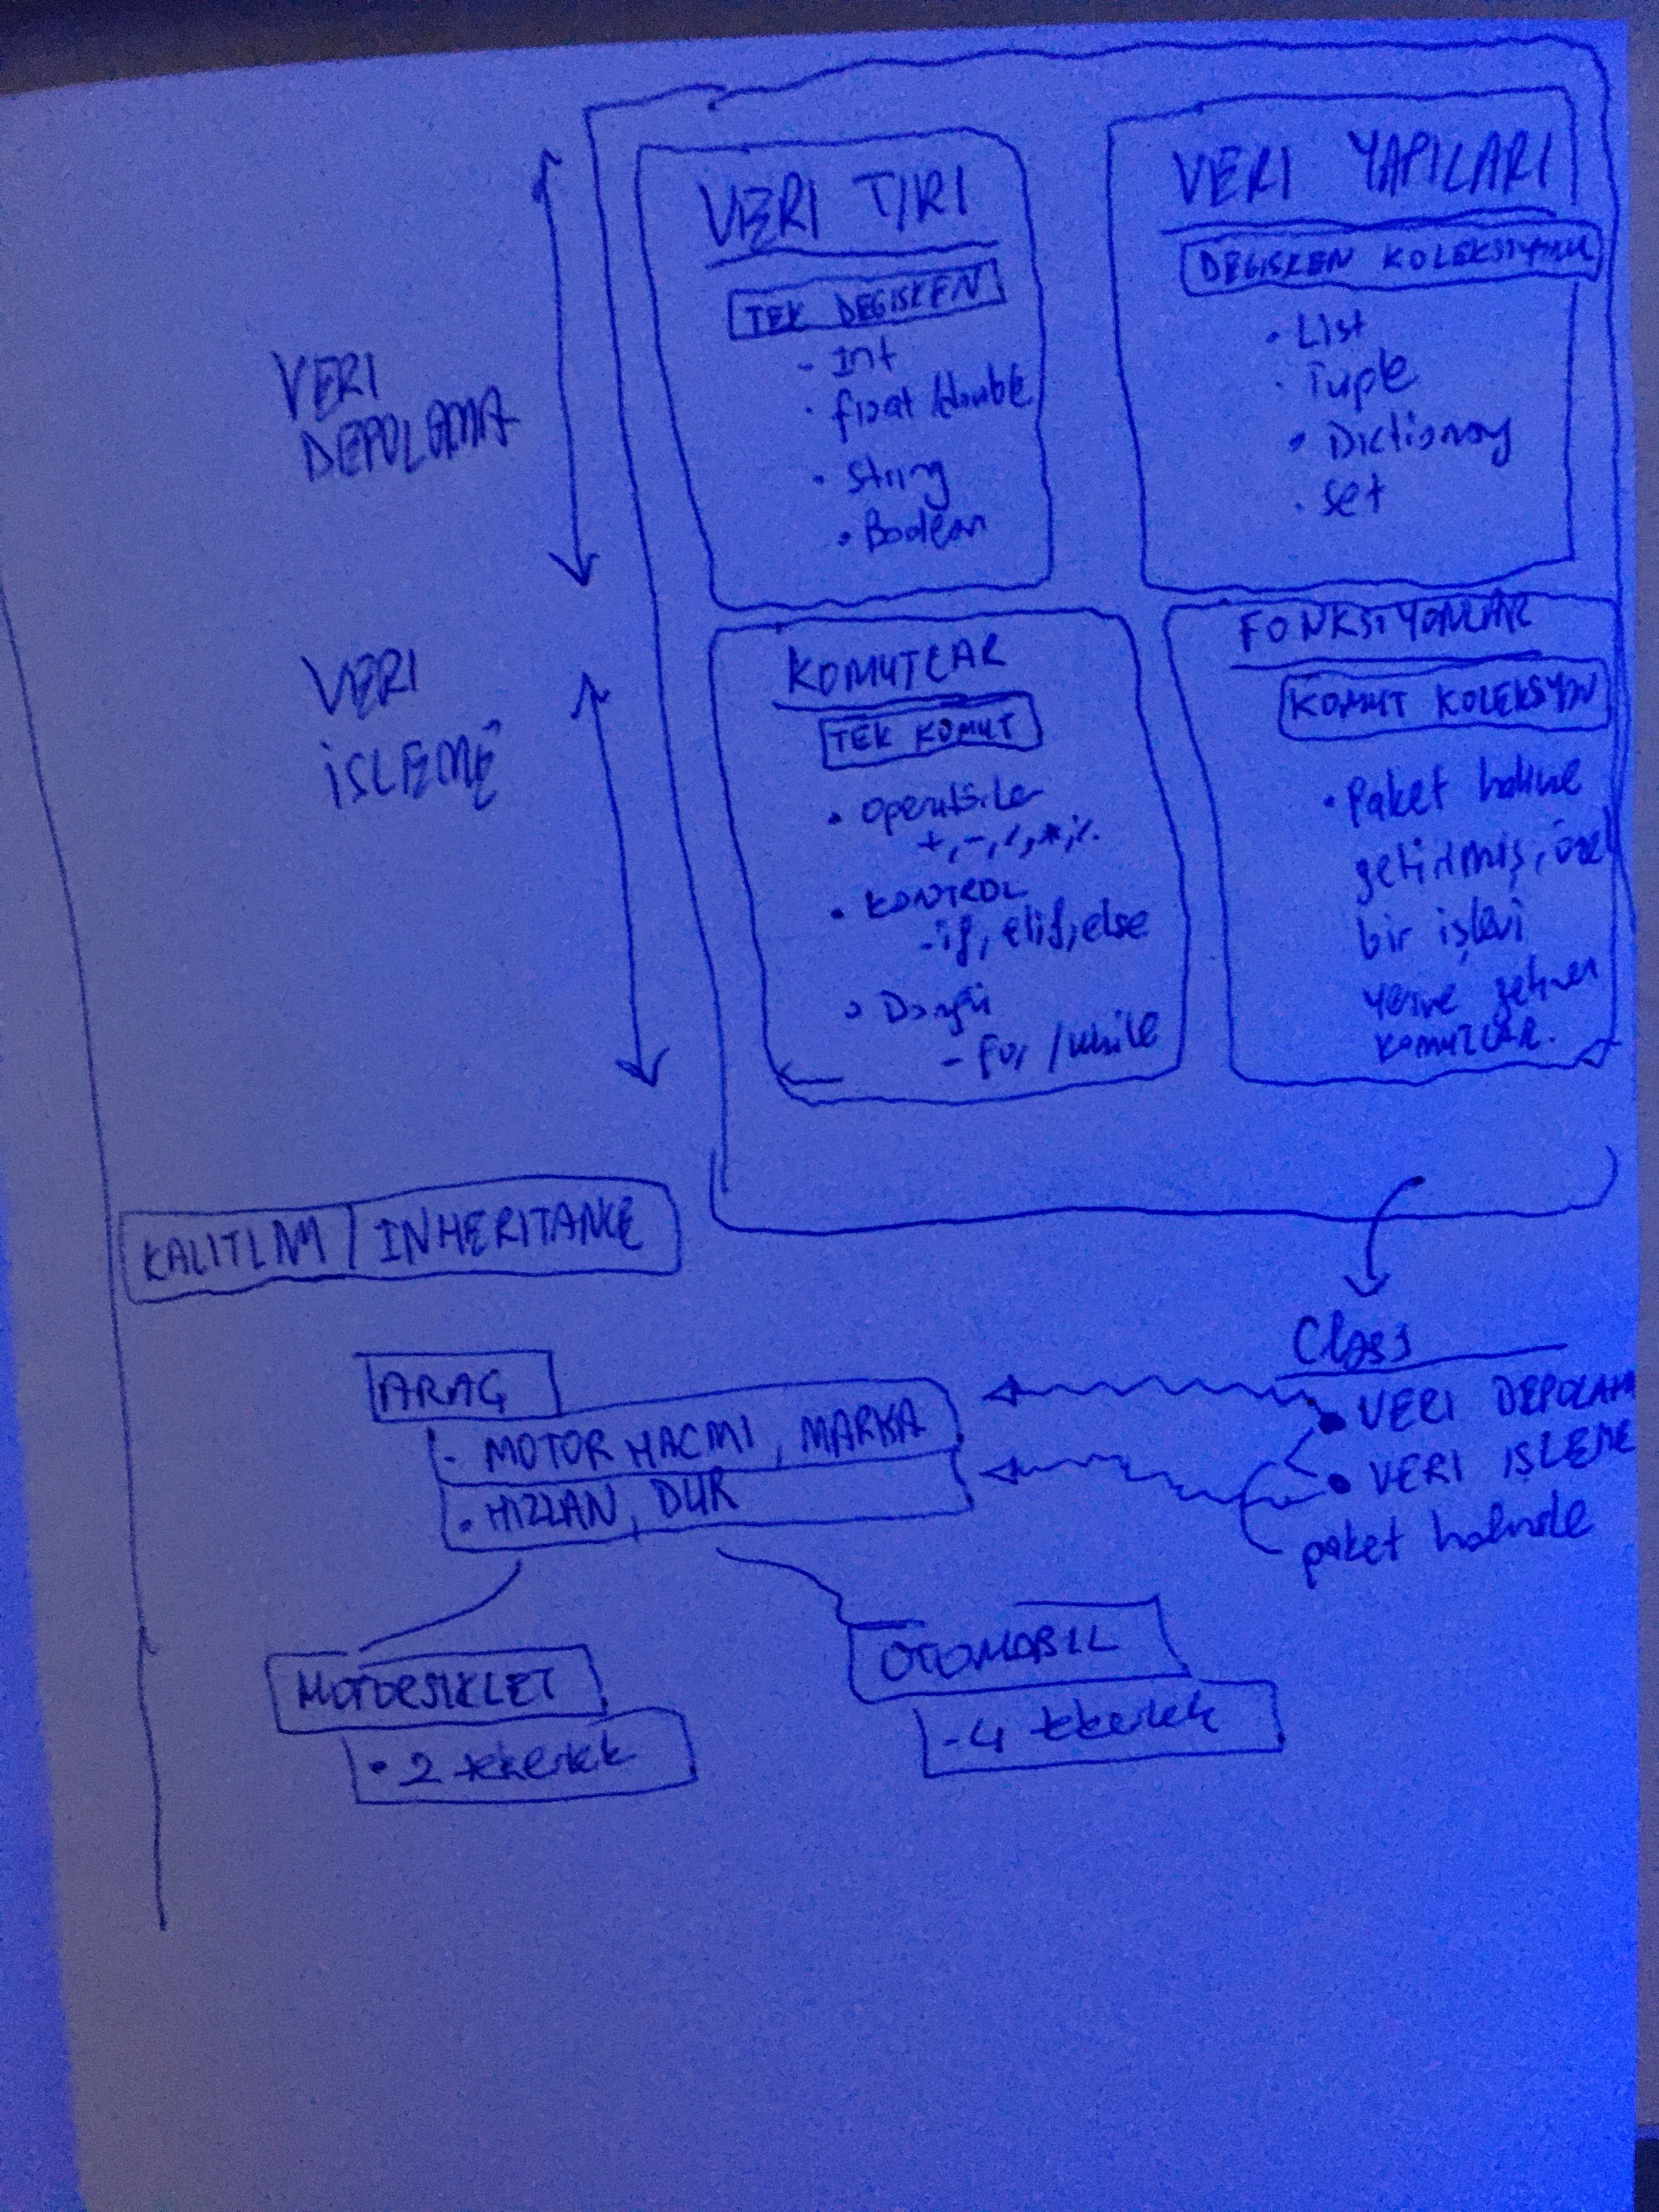 VERI TIRI
TEK DEGISKEN
- Int
· float/double
· String
· Boolean
VERI YAPILARI
DEGISKEN KOLEKSIYONU
· List
· Tuple
· Dictionary
· set
VERI
DEPOLAMA
KOMUTLAR
TEK KOMUT
· operatörler
+, -, /, *, %
· KONTROL
- if, elif, else
· Döngü
- for / while
FONKSIYONLAR
KOMUT KOLEKSYON
· Paket haline
getirilmiş, özel
bir işlevi
yerine getiren
KOMUTLAR.
VERI
İSLEME
KALITIM / INHERITANCE
Class
· VERI DEPOLAMA
· VERI IŞLEME
paket halinde
ARAÇ
- MOTOR HACMI, MARKA
· HIZLAN, DUR
MOTORSIKLET
· 2 tekerlek
OTOMOBIL
- 4 tekerlek